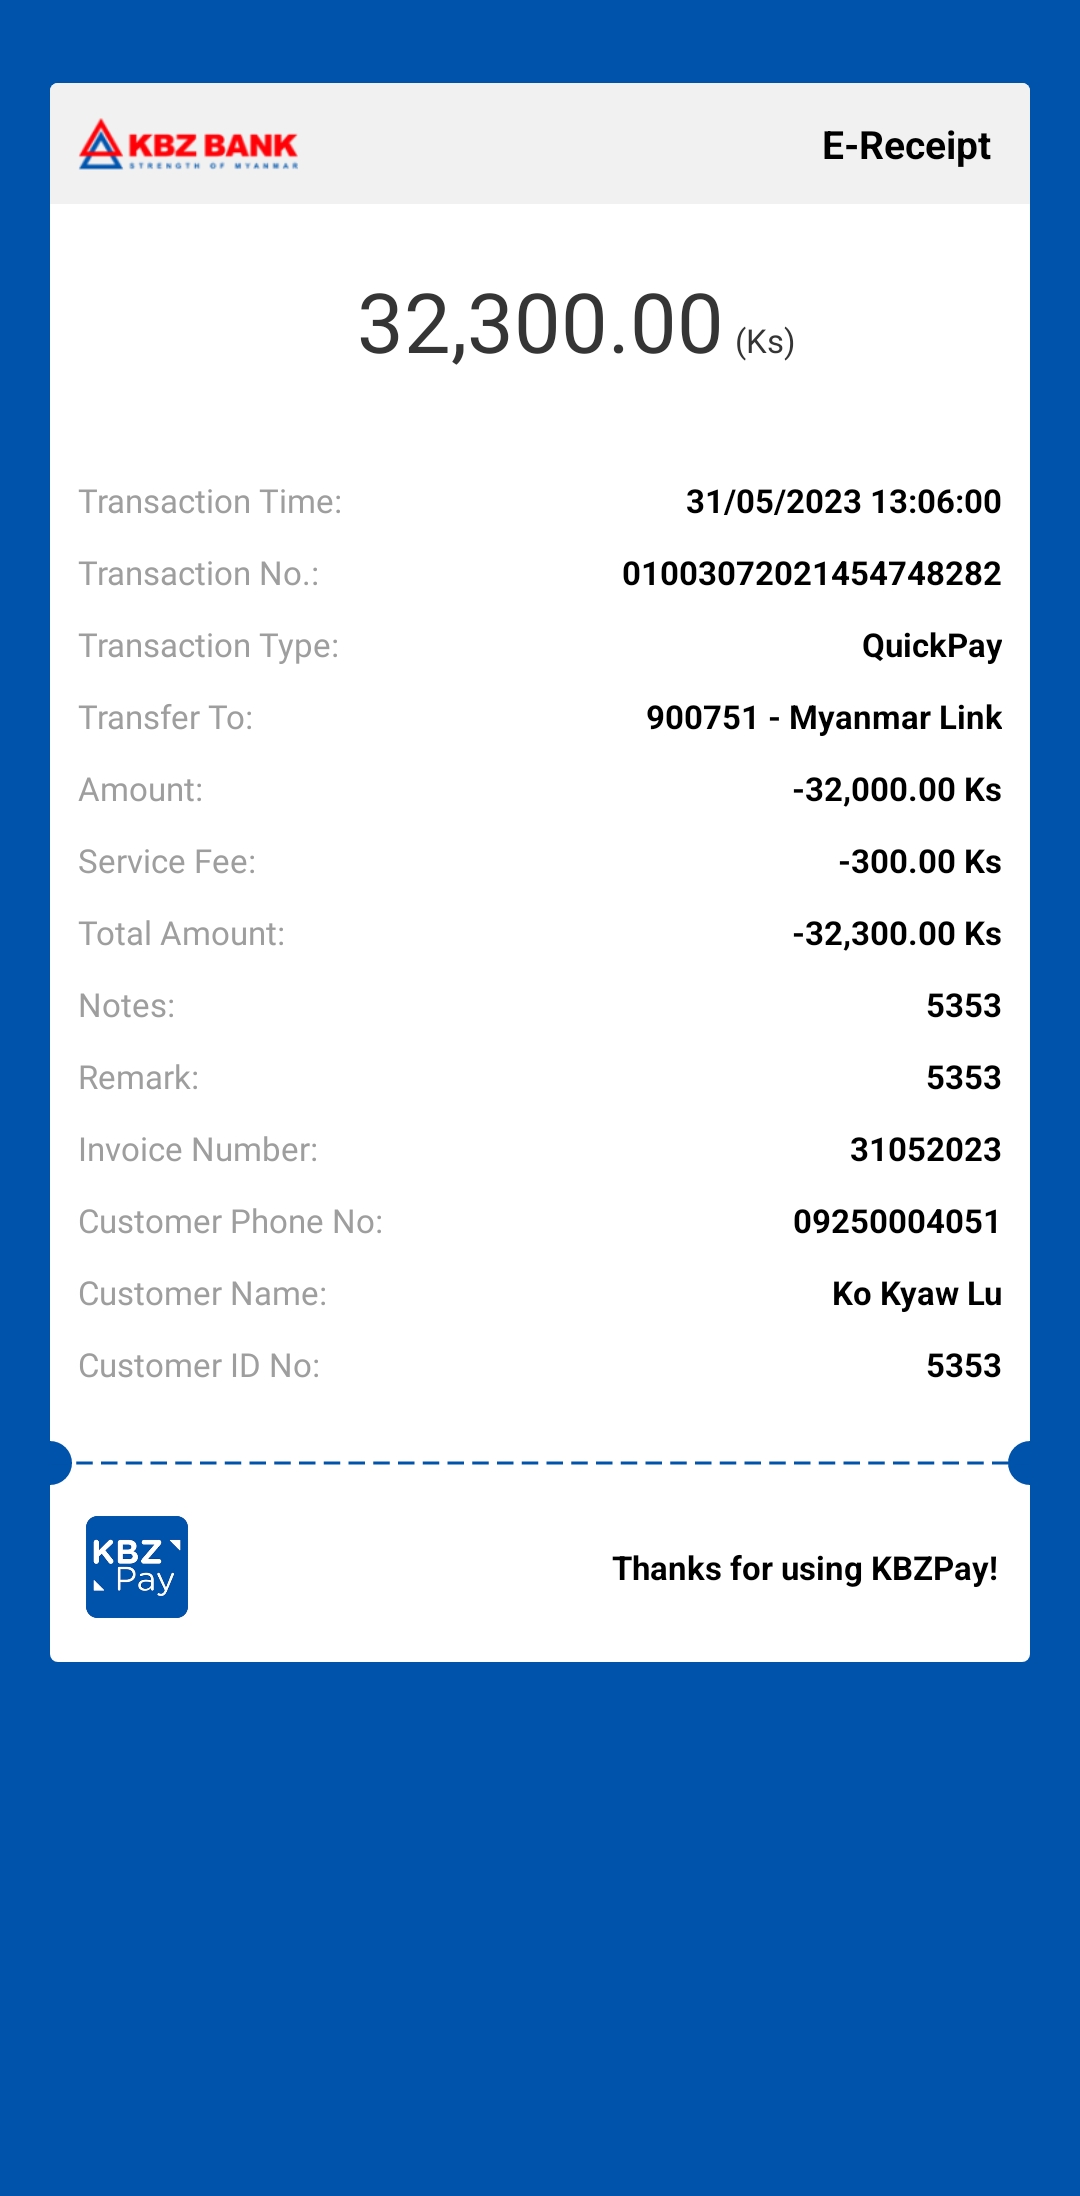 KBZ BANK
STRENGTH OF MYANMAR
E-Receipt
32,300.00 (Ks)
Transaction Time: 31/05/2023 13:06:00
Transaction No.: 01003072021454748282
Transaction Type: QuickPay
Transfer To: 900751 - Myanmar Link
Amount: -32,000.00 Ks
Service Fee: -300.00 Ks
Total Amount: -32,300.00 Ks
Notes: 5353
Remark: 5353
Invoice Number: 31052023
Customer Phone No: 09250004051
Customer Name: Ko Kyaw Lu
Customer ID No: 5353
KBZ
Pay
Thanks for using KBZPay!